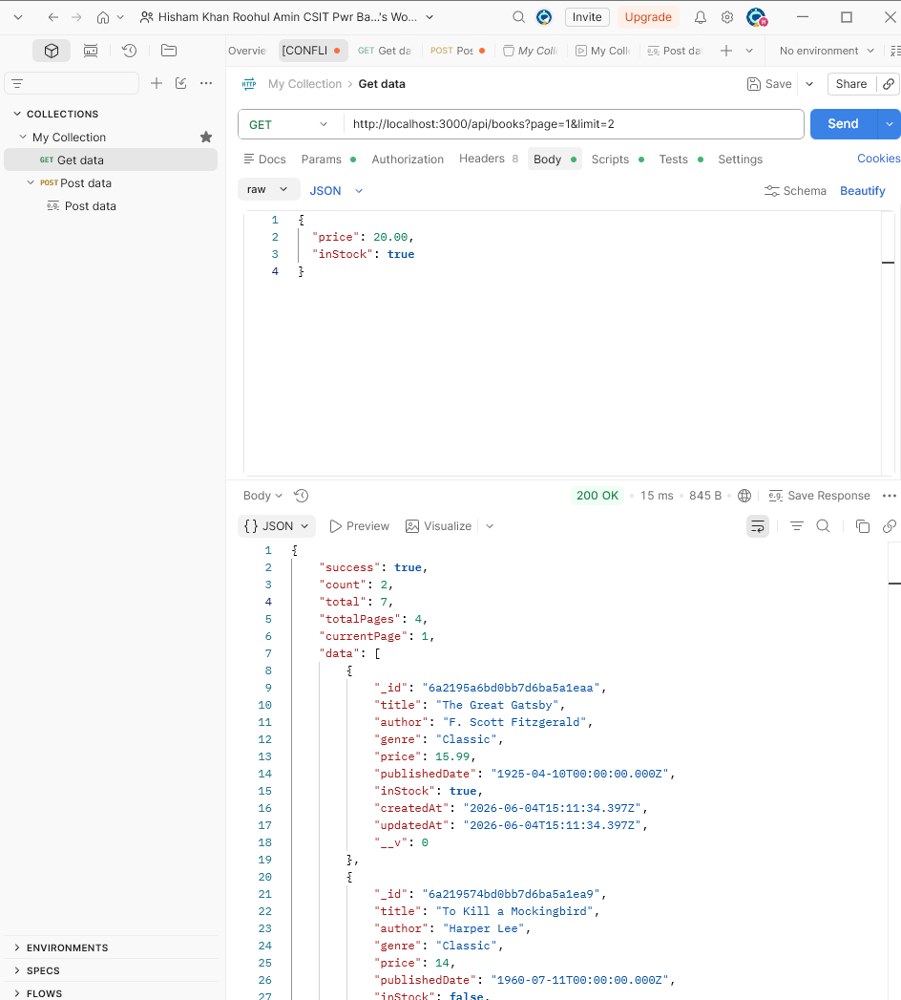 Hisham Khan Roohul Amin CSIT Pwr Ba...'s Wo...
Invite
Upgrade
Overvie
[CONFLI
GET Get da
POST Pos
My Coll
My Coll
e.g. Post da
No environment
My Collection > Get data
Save
Share
COLLECTIONS
My Collection
GET Get data
POST Post data
e.g. Post data
HTTP
GET
http://localhost:3000/api/books?page=1&limit=2
Send
Docs Params Authorization Headers 8 Body Scripts Tests Settings Cookies
raw JSON Schema Beautify
1 {
2 "price": 20.00,
3 "inStock": true
4 }
Body 200 OK 15 ms 845 B e.g. Save Response
{} JSON Preview Visualize
1 {
2 "success": true,
3 "count": 2,
4 "total": 7,
5 "totalPages": 4,
6 "currentPage": 1,
7 "data": [
8 {
9 "_id": "6a2195a6bd0bb7d6ba5a1eaa",
10 "title": "The Great Gatsby",
11 "author": "F. Scott Fitzgerald",
12 "genre": "Classic",
13 "price": 15.99,
14 "publishedDate": "1925-04-10T00:00:00.000Z",
15 "inStock": true,
16 "createdAt": "2026-06-04T15:11:34.397Z",
17 "updatedAt": "2026-06-04T15:11:34.397Z",
18 "__v": 0
19 },
20 {
21 "_id": "6a219574bd0bb7d6ba5a1ea9",
22 "title": "To Kill a Mockingbird",
23 "author": "Harper Lee",
24 "genre": "Classic",
25 "price": 14,
26 "publishedDate": "1960-07-11T00:00:00.000Z",
27 "inStock": false,
ENVIRONMENTS
SPECS
FLOWS